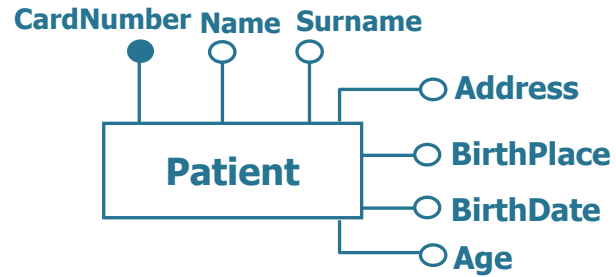 CardNumber Name Surname
Address
Patient
BirthPlace
BirthDate
Age